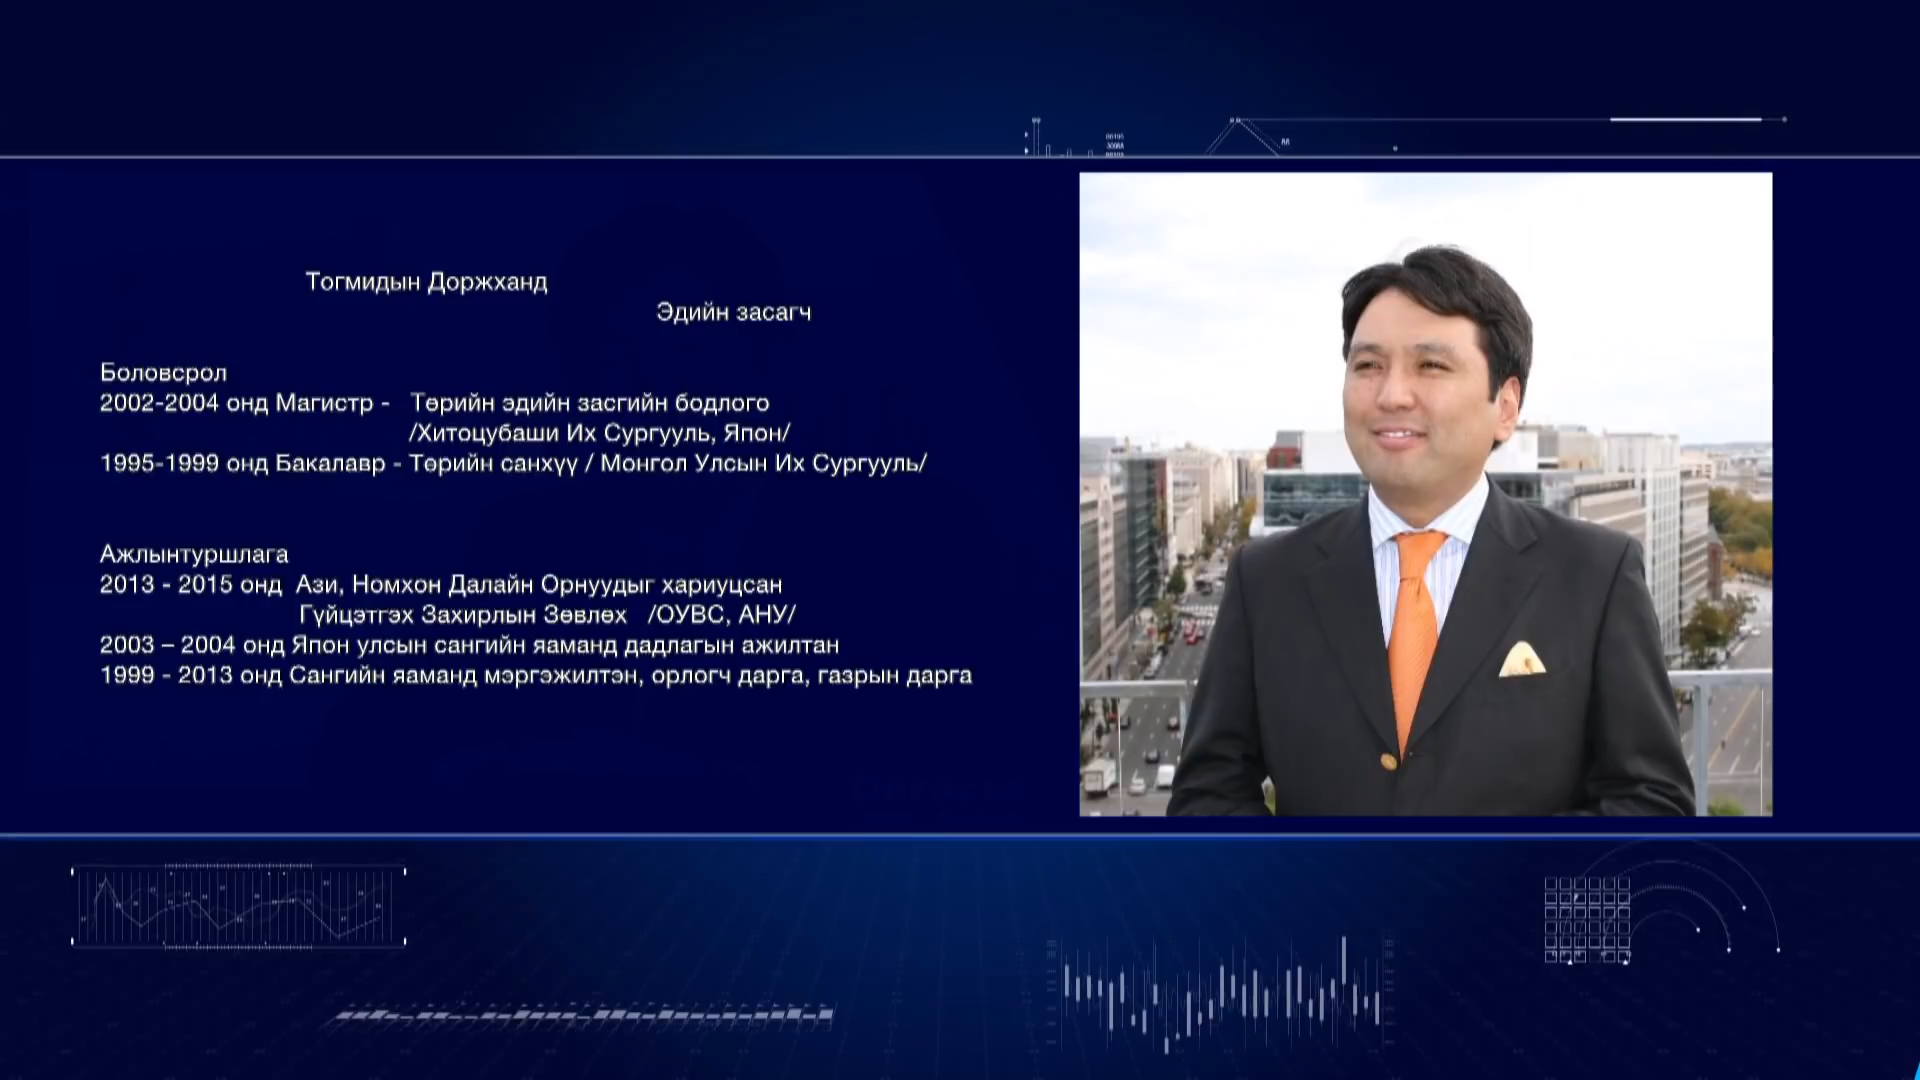 86195
30088
86
Тогмидын Доржханд
Эдийн засагч
Боловсрол
2002-2004 онд Магистр - Төрийн эдийн засгийн бодлого
/Хитоцубаши Их Сургууль, Япон/
1995-1999 онд Бакалавр - Төрийн санхүү / Монгол Улсын Их Сургууль/
Ажлынтуршлага
2013 - 2015 онд Ази, Номхон Далайн Орнуудыг хариуцсан
Гүйцэтгэх Захирлын Зөвлөх /ОУВС, АНУ/
2003 – 2004 онд Япон улсын сангийн яаманд дадлагын ажилтан
1999 - 2013 онд Сангийн яаманд мэргэжилтэн, орлогч дарга, газрын дарга